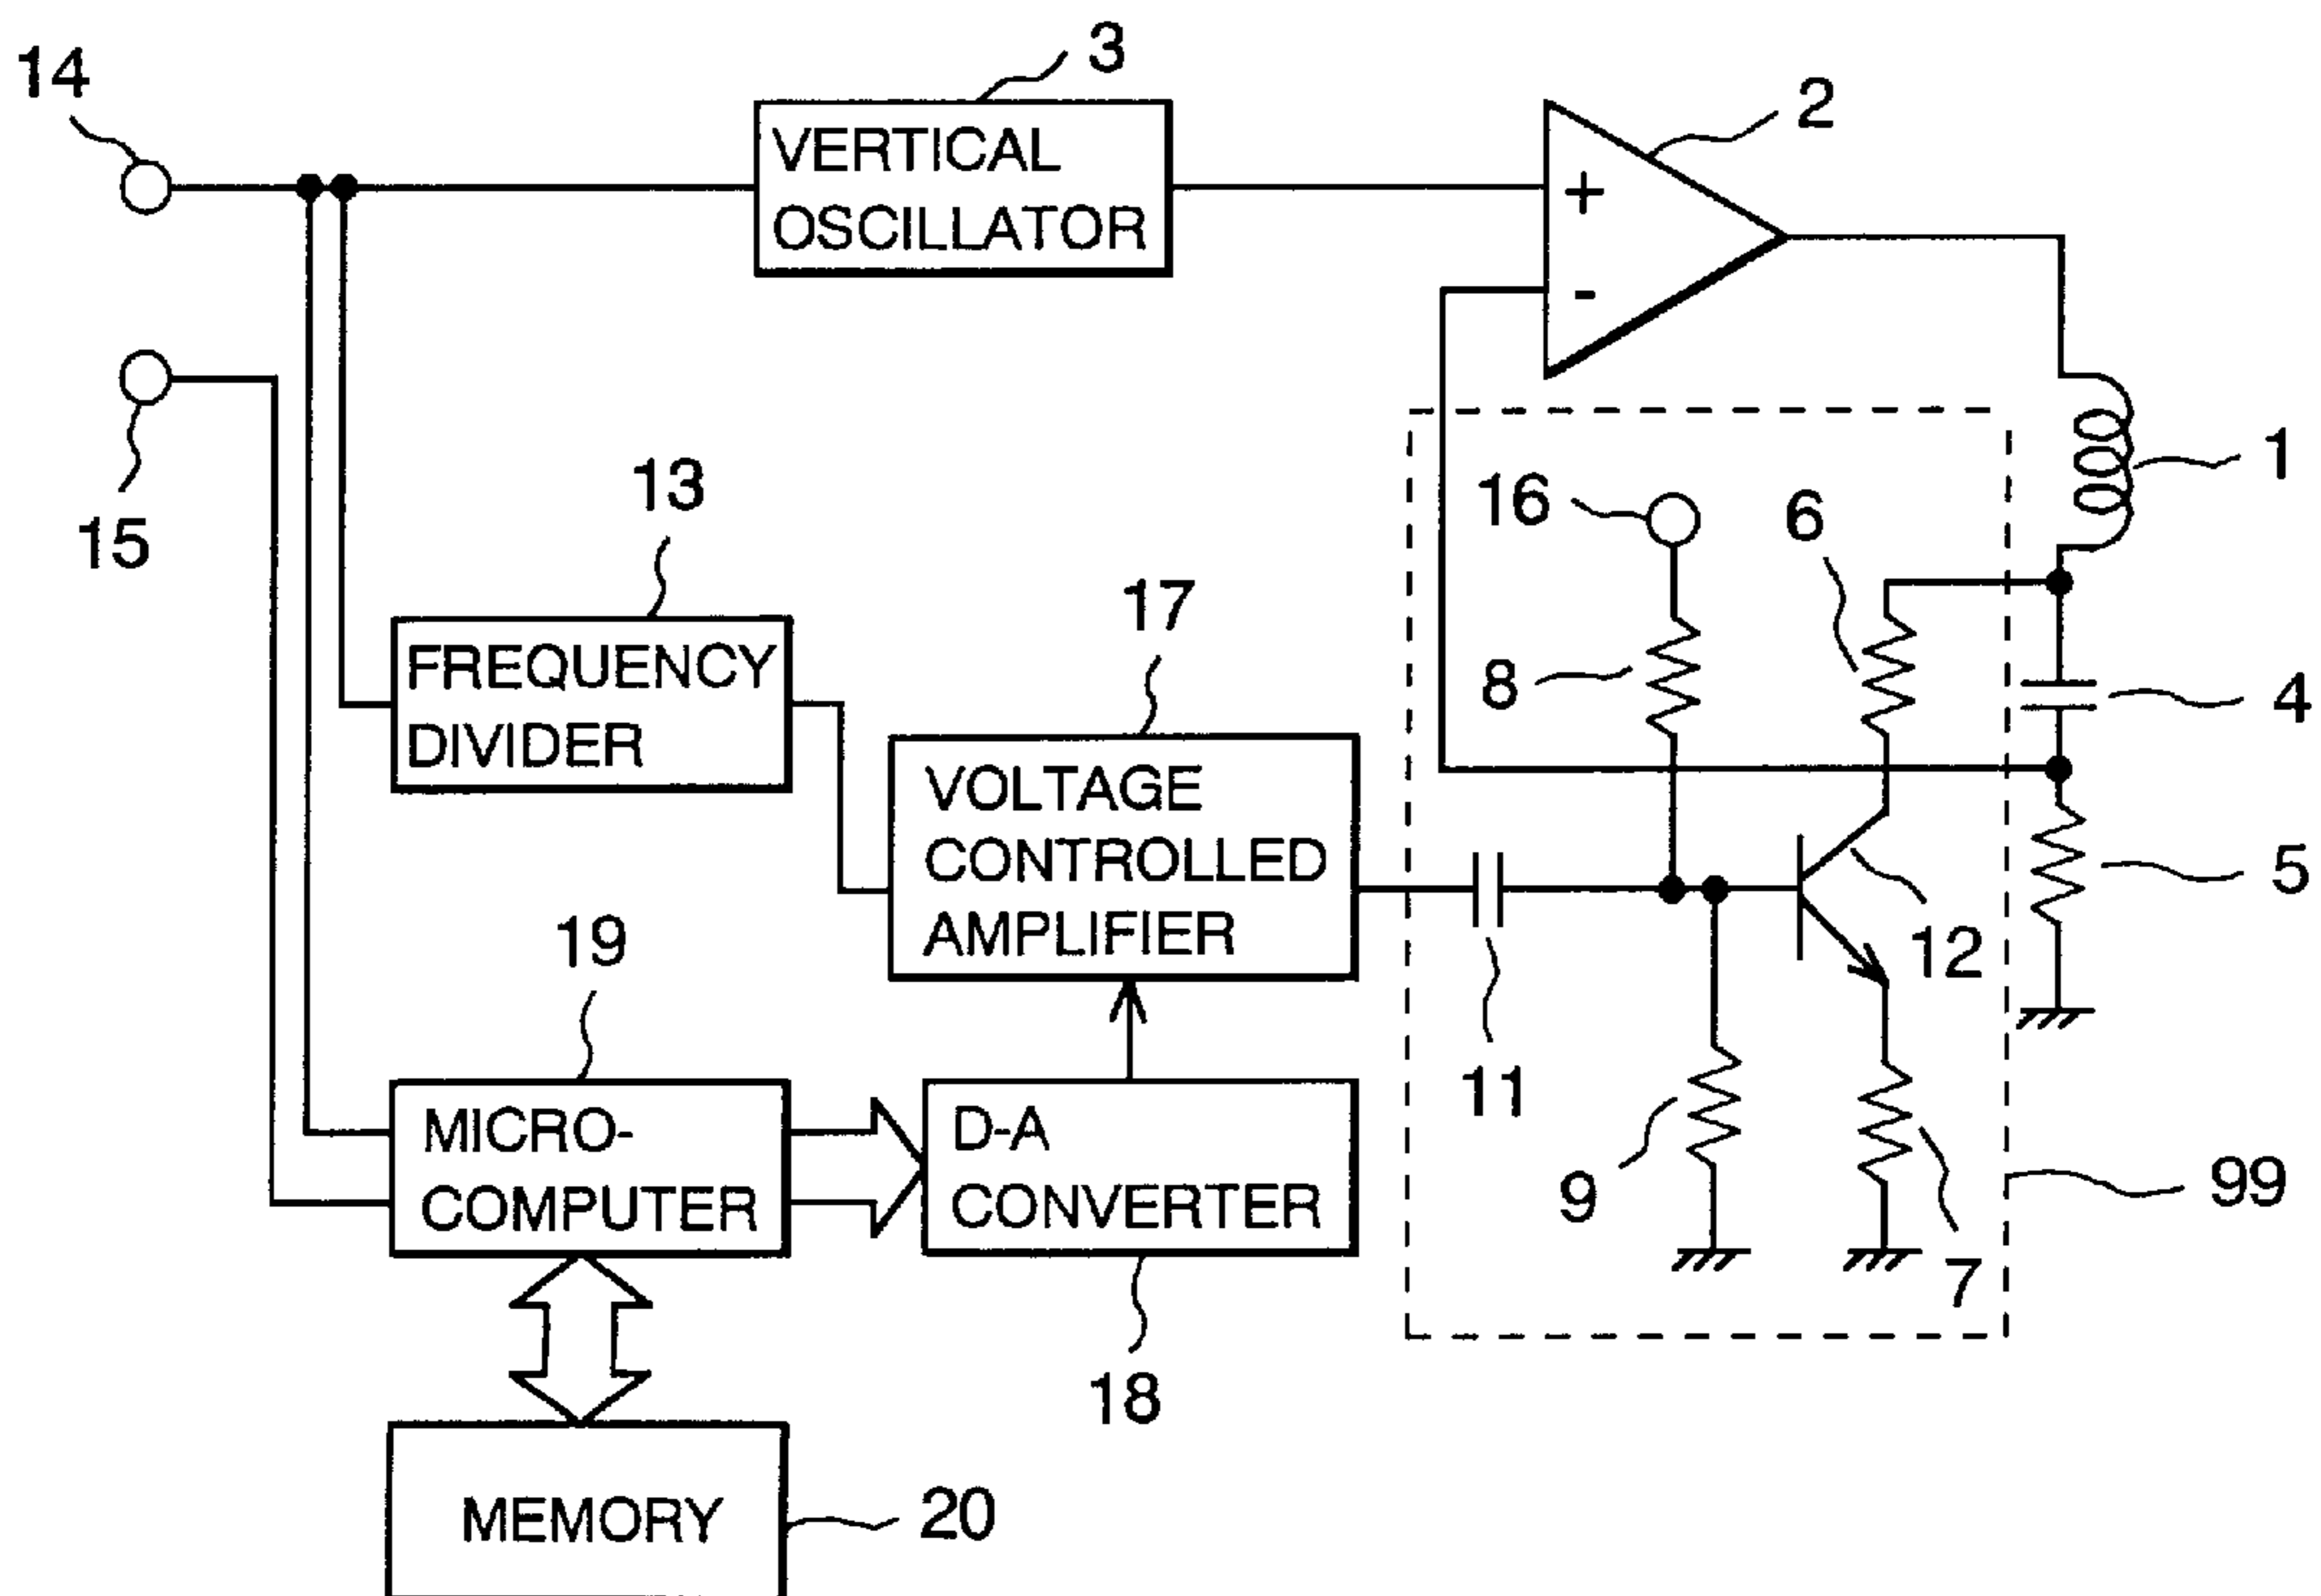 3
14
2
VERTICAL
OSCILLATOR
+
-
15
13
16
6
1
FREQUENCY
DIVIDER
17
8
4
VOLTAGE
CONTROLLED
AMPLIFIER
5
19
12
11
MICRO-
COMPUTER
D-A
CONVERTER
9
7
99
18
MEMORY
20